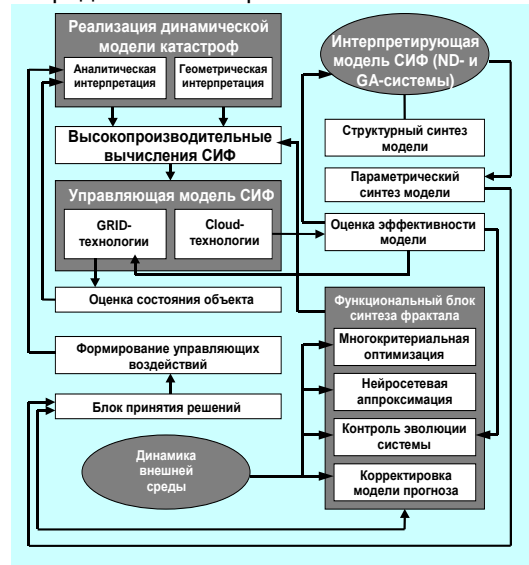 Реализация динамической
модели катастроф
Аналитическая
интерпретация
Геометрическая
интерпретация
Высокопроизводительные
вычисления СИФ
Управляющая модель СИФ
GRID-
технологии
Cloud-
технологии
Оценка состояния объекта
Формирование управляющих
воздействий
Блок принятия решений
Динамика
внешней
среды
Интерпретирующая
модель СИФ (ND- и
GA-системы)
Структурный синтез
модели
Параметрический
синтез модели
Оценка эффективности
модели
Функциональный блок
синтеза фрактала
Многокритериальная
оптимизация
Нейросетевая
аппроксимация
Контроль эволюции
системы
Корректировка
модели прогноза